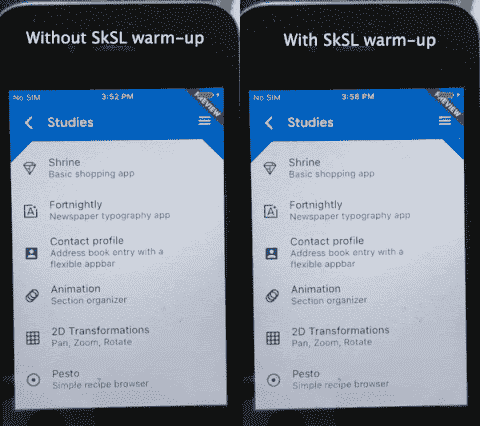 Without SkSL warm-up
No SIM
3:52 PM
PREVIEW
Studies
Shrine
Basic shopping app
Fortnightly
Newspaper typography app
Contact profile
Address book entry with a
flexible appbar
Animation
Section organizer
2D Transformations
Pan, Zoom, Rotate
Pesto
Simple recipe browser
With SkSL warm-up
No SIM
3:58 PM
PREVIEW
Studies
Shrine
Basic shopping app
Fortnightly
Newspaper typography app
Contact profile
Address book entry with a
flexible appbar
Animation
Section organizer
2D Transformations
Pan, Zoom, Rotate
Pesto
Simple recipe browser